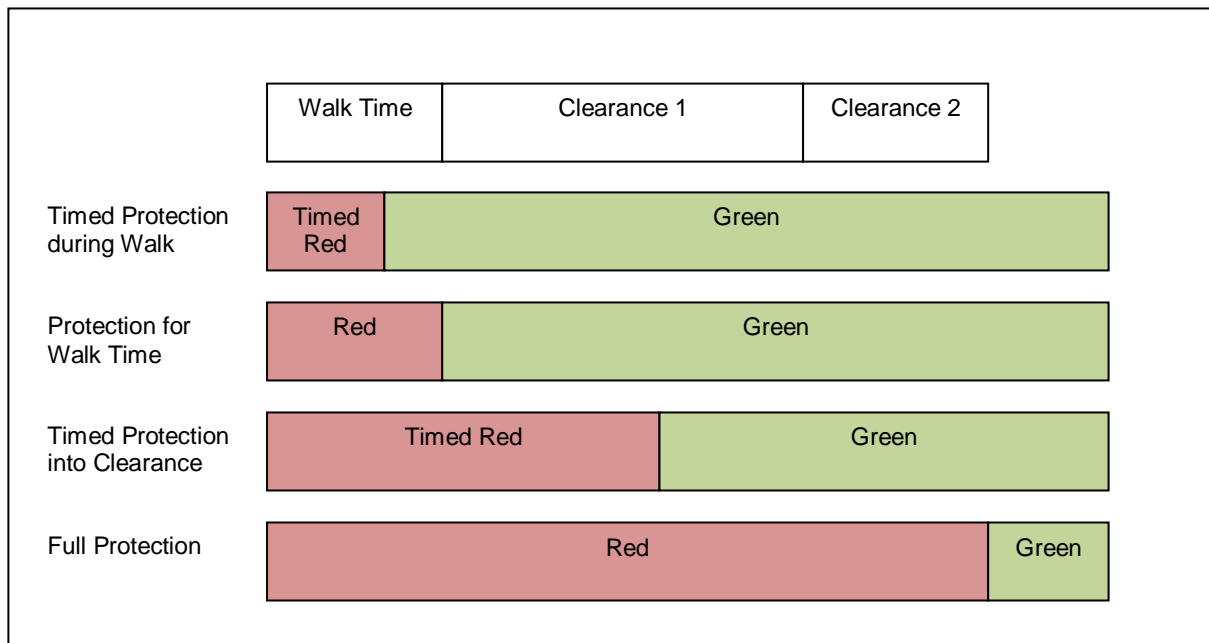 Walk Time
Clearance 1
Clearance 2
Timed Protection
during Walk
Timed
Red
Green
Protection for
Walk Time
Red
Green
Timed Protection
into Clearance
Timed Red
Green
Full Protection
Red
Green